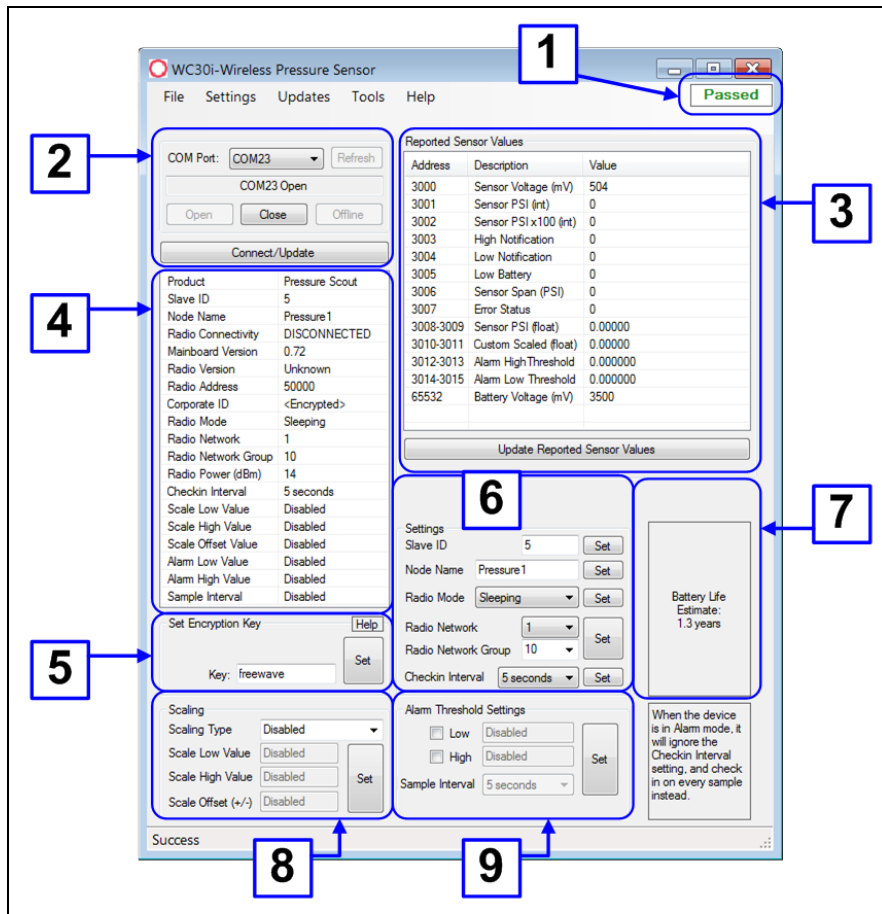 1
WC30i-Wireless Pressure Sensor
File Settings Updates Tools Help
Passed
2
COM Port: COM23 Refresh
COM23 Open
Open Close Offline
Connect/Update
Reported Sensor Values
Address Description Value
3000 Sensor Voltage (mV) 504
3001 Sensor PSI (int) 0
3002 Sensor PSI x100 (int) 0
3003 High Notification 0
3004 Low Notification 0
3005 Low Battery 0
3006 Sensor Span (PSI) 0
3007 Error Status 0
3008-3009 Sensor PSI (float) 0.00000
3010-3011 Custom Scaled (float) 0.00000
3012-3013 Alarm HighThreshold 0.000000
3014-3015 Alarm Low Threshold 0.000000
65532 Battery Voltage (mV) 3500
Update Reported Sensor Values
3
4
Product Pressure Scout
Slave ID 5
Node Name Pressure1
Radio Connectivity DISCONNECTED
Mainboard Version 0.72
Radio Version Unknown
Radio Address 50000
Corporate ID <Encrypted>
Radio Mode Sleeping
Radio Network 1
Radio Network Group 10
Radio Power (dBm) 14
Checkin Interval 5 seconds
Scale Low Value Disabled
Scale High Value Disabled
Scale Offset Value Disabled
Alarm Low Value Disabled
Alarm High Value Disabled
Sample Interval Disabled
5
Set Encryption Key Help
Key: freewave Set
6
Settings
Slave ID 5 Set
Node Name Pressure1 Set
Radio Mode Sleeping Set
Radio Network 1
Set
Radio Network Group 10
Checkin Interval 5 seconds Set
7
Battery Life
Estimate:
1.3 years
Scaling
Scaling Type Disabled
Scale Low Value Disabled
Scale High Value Disabled Set
Scale Offset (+/-) Disabled
8
Alarm Threshold Settings
Low Disabled
High Disabled Set
Sample Interval 5 seconds
9
When the device
is in Alarm mode, it
will ignore the
Checkin Interval
setting, and check
in on every sample
instead.
Success